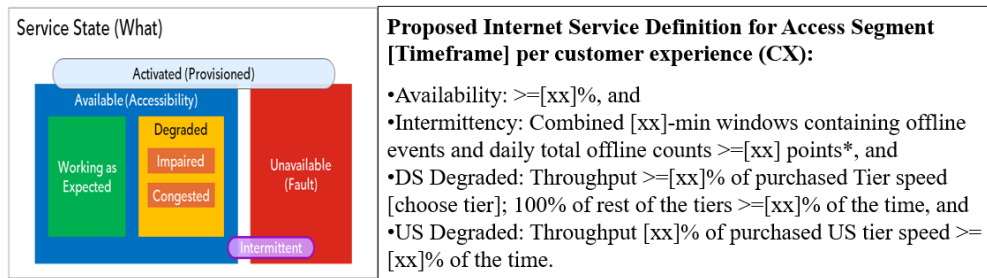 Service State (What)
Activated (Provisioned)
Available (Accessibility)
Working as
Expected
Degraded
Impaired
Congested
Unavailable
(Fault)
Intermittent
Proposed Internet Service Definition for Access Segment
[Timeframe] per customer experience (CX):
•Availability: >=[xx]%, and
•Intermittency: Combined [xx]-min windows containing offline
events and daily total offline counts >=[xx] points*, and
•DS Degraded: Throughput >=[xx]% of purchased Tier speed
[choose tier]; 100% of rest of the tiers >=[xx]% of the time, and
•US Degraded: Throughput [xx]% of purchased US tier speed >=
[xx]% of the time.